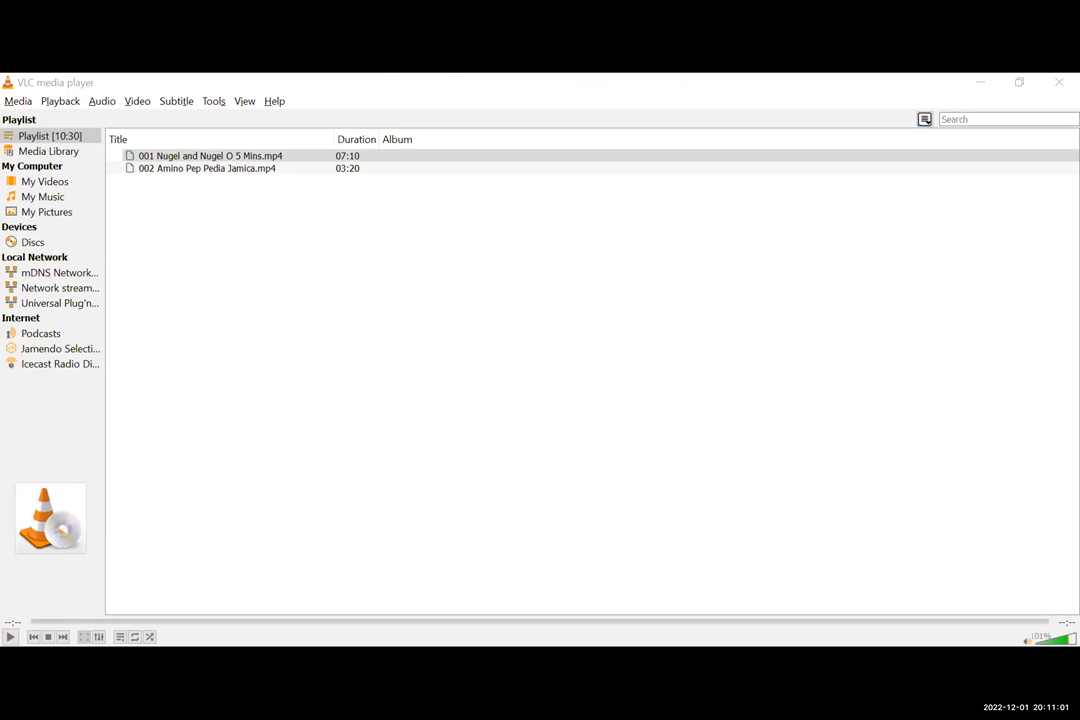 VLC media player
Media Playback Audio Video Subtitle Tools View Help
Playlist
Search
Playlist [10:30]
Title Duration Album
Media Library
001 Nugel and Nugel O 5 Mins.mp4 07:10
My Computer
002 Amino Pep Pedia Jamica.mp4 03:20
My Videos
My Music
My Pictures
Devices
Discs
Local Network
mDNS Network...
Network stream...
Universal Plug'n...
Internet
Podcasts
Jamendo Selecti...
Icecast Radio Di...
--:-- --:--
101%
2022-12-01 20:11:01